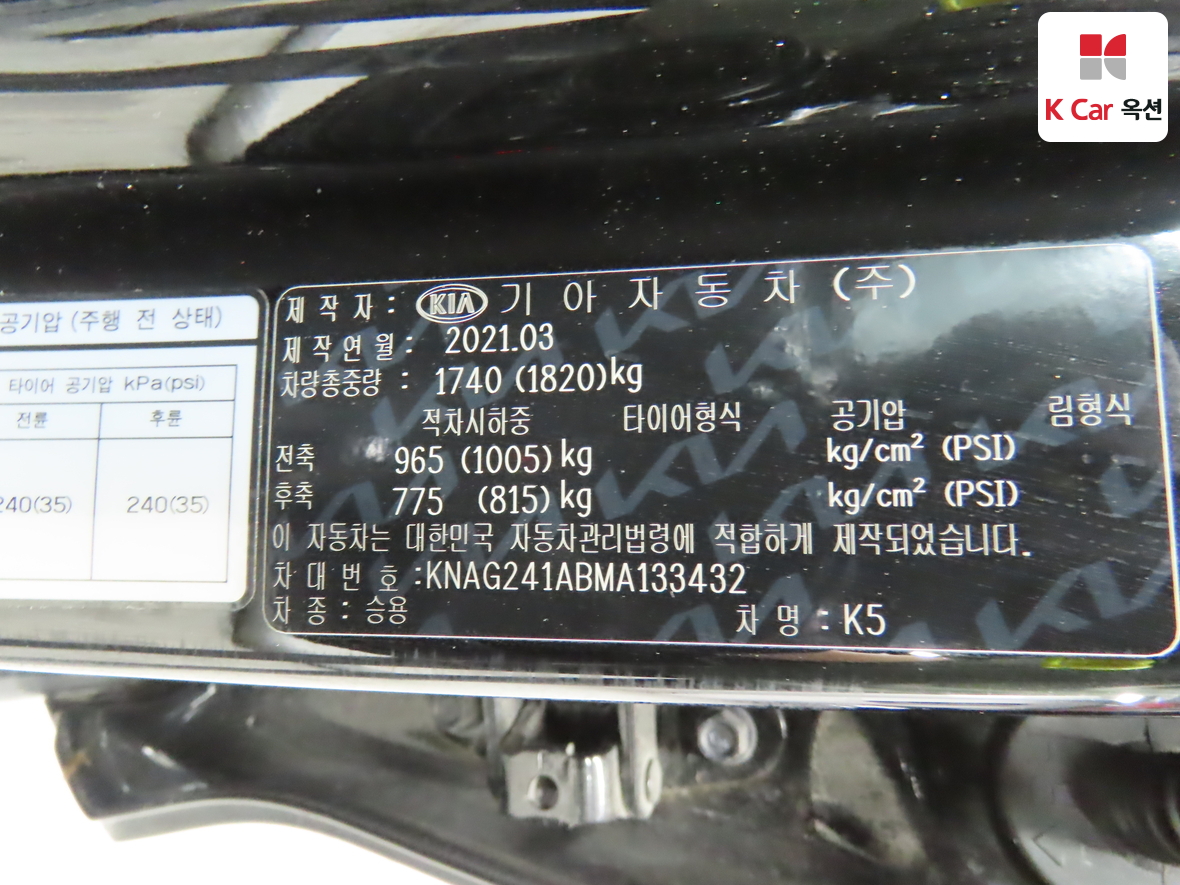 K Car 옥션
공기압 (주행 전 상태)
타이어 공기압 kPa(psi)
전륜 후륜
240(35) 240(35)
제작자 : KIA 기아자동차(주)
제작연월 : 2021.03
차량총중량 : 1740 (1820)kg
적차시하중 타이어형식 공기압 림형식
전축 965 (1005)kg kg/cm² (PSI)
후축 775 (815)kg kg/cm² (PSI)
이 자동차는 대한민국 자동차관리법령에 적합하게 제작되었습니다.
차대번호 :KNAG241ABMA133432
차종 : 승용 차명 : K5